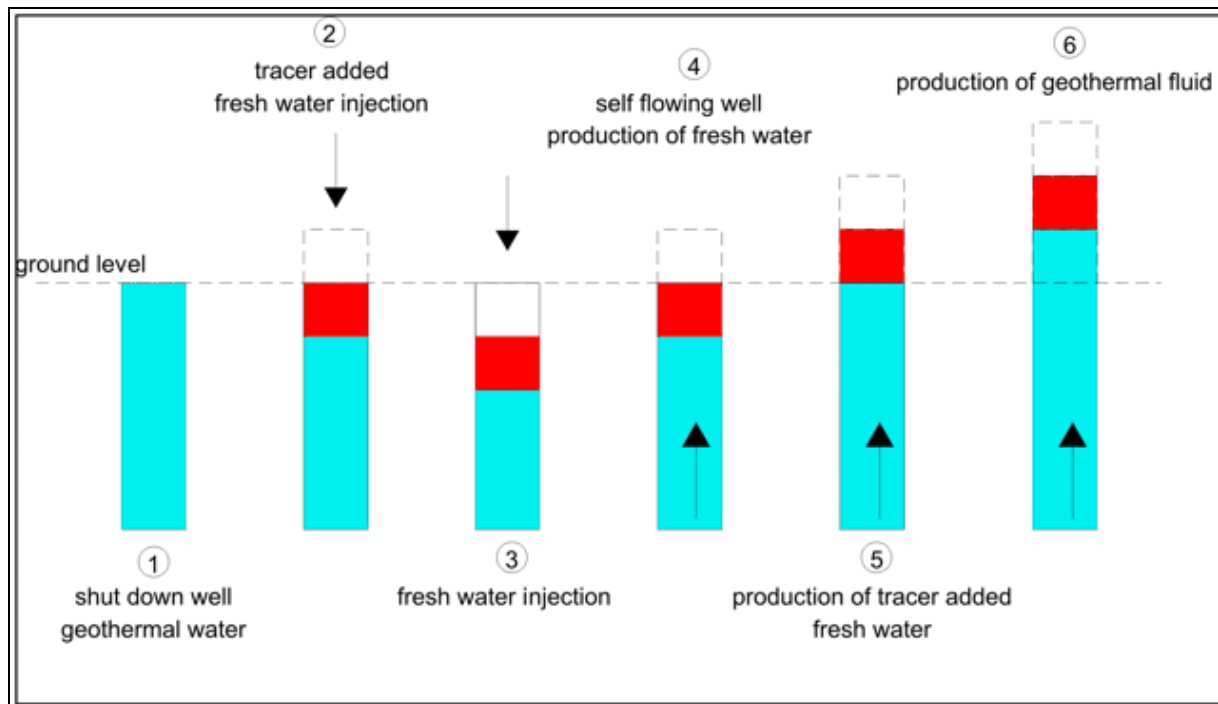 2
tracer added
fresh water injection
4
self flowing well
production of fresh water
6
production of geothermal fluid
ground level
1
shut down well
geothermal water
3
fresh water injection
5
production of tracer added
fresh water